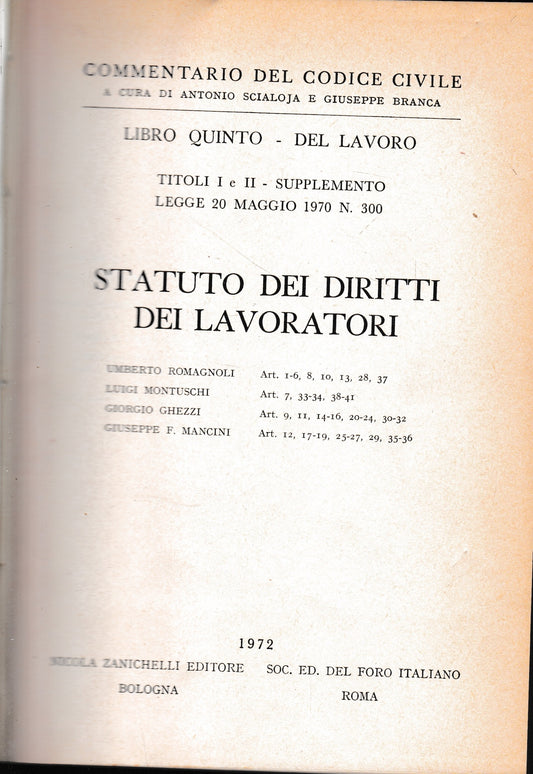 COMMENTARIO DEL CODICE CIVILE
A CURA DI ANTONIO SCIALOJA E GIUSEPPE BRANCA
LIBRO QUINTO - DEL LAVORO
TITOLI I e II - SUPPLEMENTO
LEGGE 20 MAGGIO 1970 N. 300
STATUTO DEI DIRITTI
DEI LAVORATORI
UMBERTO ROMAGNOLI Art. 1-6, 8, 10, 13, 28, 37
LUIGI MONTUSCHI Art. 7, 33-34, 38-41
GIORGIO GHEZZI Art. 9, 11, 14-16, 20-24, 30-32
GIUSEPPE F. MANCINI Art. 12, 17-19, 25-27, 29, 35-36
1972
NICOLA ZANICHELLI EDITORE SOC. ED. DEL FORO ITALIANO
BOLOGNA ROMA